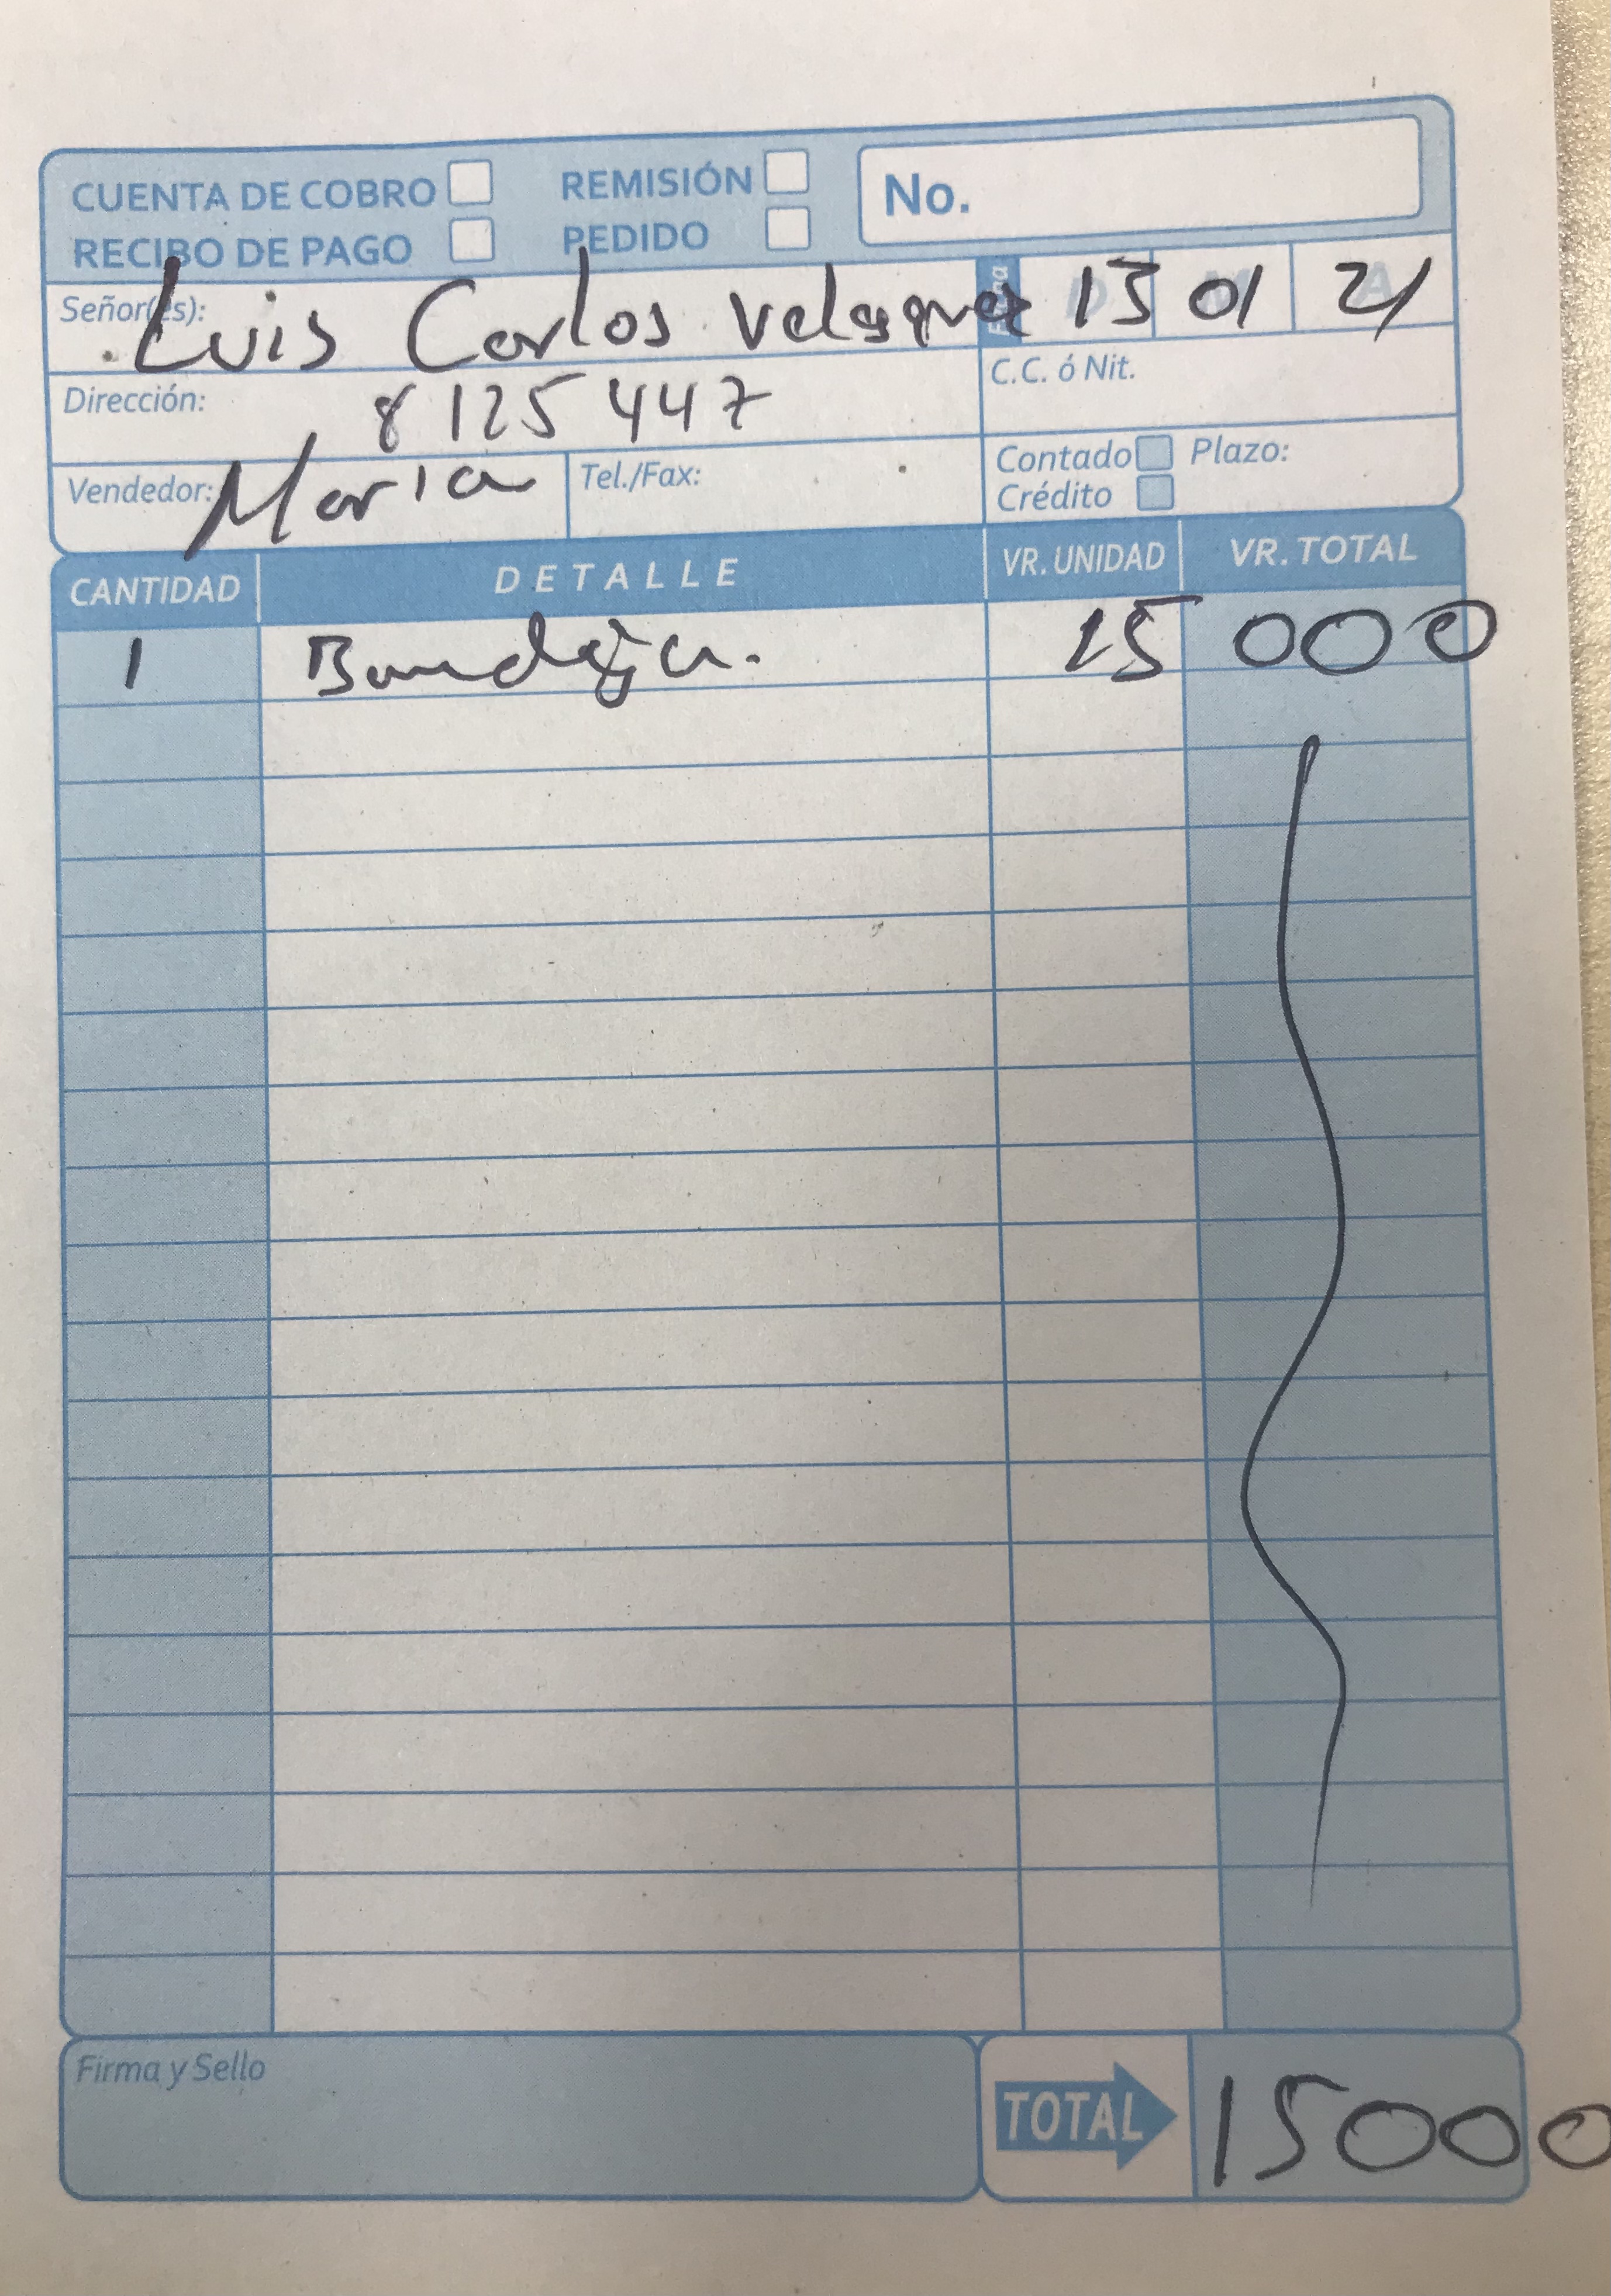 CUENTA DE COBRO REMISIÓN No.
RECIBO DE PAGO PEDIDO
Señor(es): Luis Carlos Velasquez Fecha D M A 15 01 21
Dirección: 8125447 C.C. ó Nit.
Vendedor: Maria Tel./Fax: Contado Plazo:
Crédito
CANTIDAD DETALLE VR. UNIDAD VR. TOTAL
1 Bandeja. 15 000
Firma y Sello TOTAL 15000